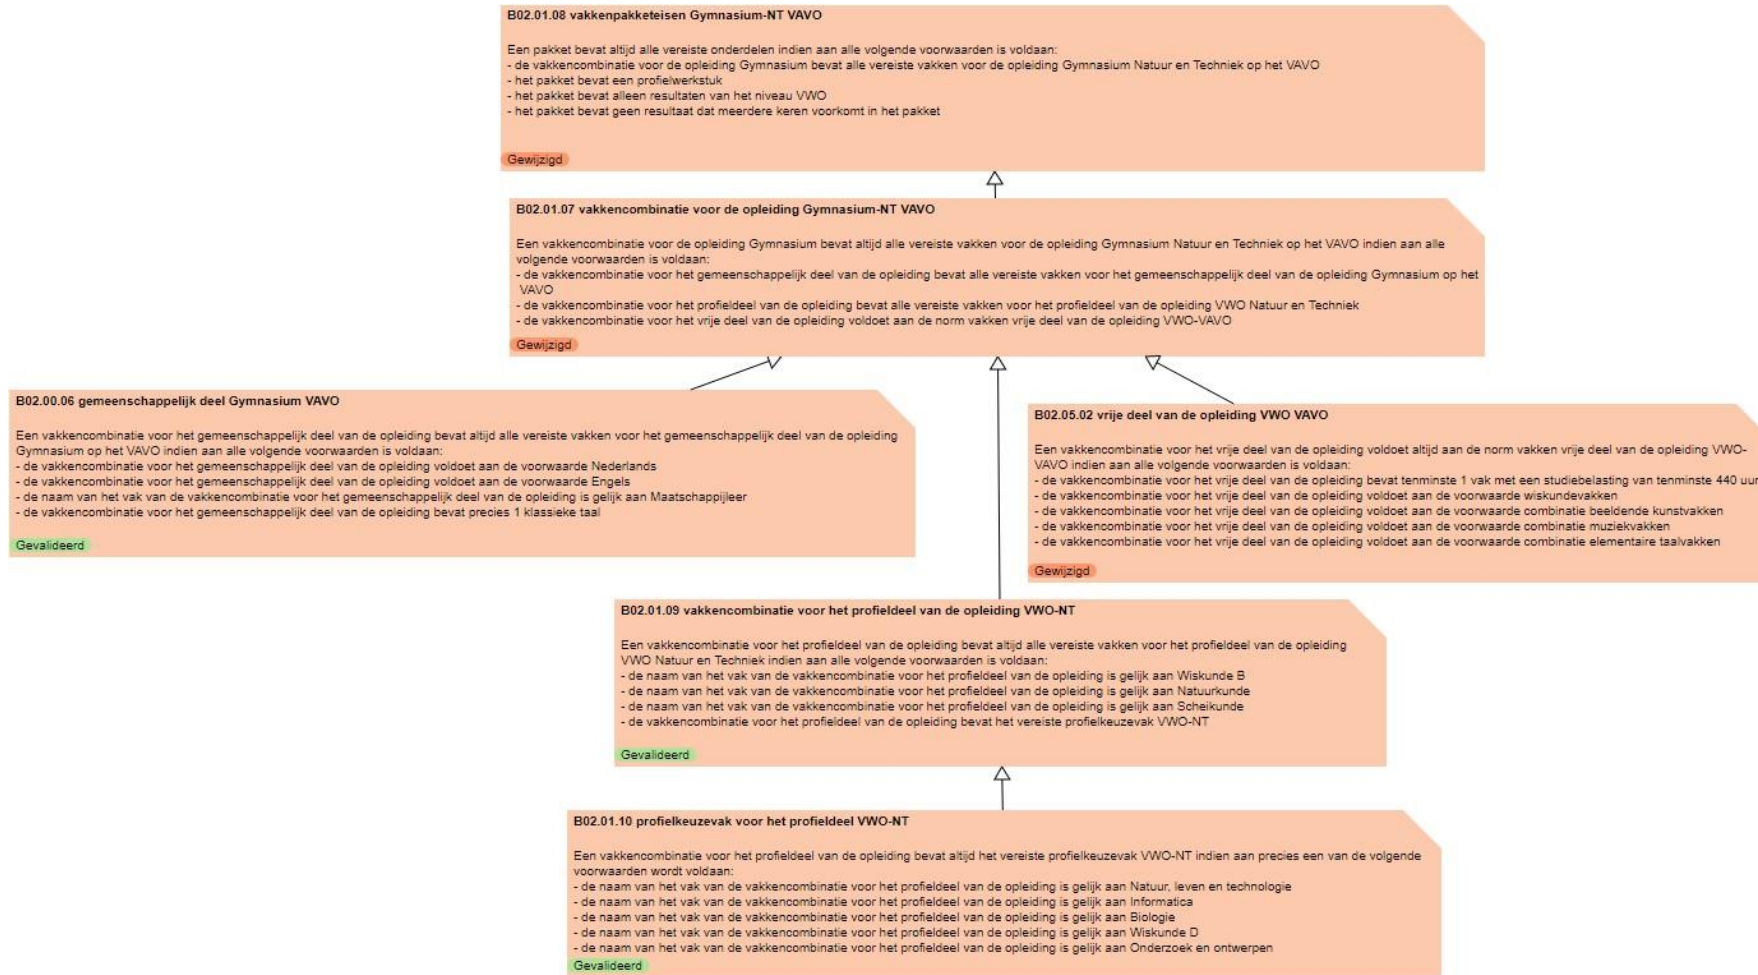 B02.01.08 vakkenpakketeisen Gymnasium-NT VAVO
Een pakket bevat altijd alle vereiste onderdelen indien aan alle volgende voorwaarden is voldaan:
- de vakkencombinatie voor de opleiding Gymnasium bevat alle vereiste vakken voor de opleiding Gymnasium Natuur en Techniek op het VAVO
- het pakket bevat een profielwerkstuk
- het pakket bevat alleen resultaten van het niveau VWO
- het pakket bevat geen resultaat dat meerdere keren voorkomt in het pakket
Gewijzigd
B02.01.07 vakkencombinatie voor de opleiding Gymnasium-NT VAVO
Een vakkencombinatie voor de opleiding Gymnasium bevat altijd alle vereiste vakken voor de opleiding Gymnasium Natuur en Techniek op het VAVO indien aan alle
volgende voorwaarden is voldaan:
- de vakkencombinatie voor het gemeenschappelijk deel van de opleiding bevat alle vereiste vakken voor het gemeenschappelijk deel van de opleiding Gymnasium op het
VAVO
- de vakkencombinatie voor het profieldeel van de opleiding bevat alle vereiste vakken voor het profieldeel van de opleiding VWO Natuur en Techniek
- de vakkencombinatie voor het vrije deel van de opleiding voldoet aan de norm vakken vrije deel van de opleiding VWO-VAVO
Gewijzigd
B02.00.06 gemeenschappelijk deel Gymnasium VAVO
Een vakkencombinatie voor het gemeenschappelijk deel van de opleiding bevat altijd alle vereiste vakken voor het gemeenschappelijk deel van de opleiding
Gymnasium op het VAVO indien aan alle volgende voorwaarden is voldaan:
- de vakkencombinatie voor het gemeenschappelijk deel van de opleiding voldoet aan de voorwaarde Nederlands
- de vakkencombinatie voor het gemeenschappelijk deel van de opleiding voldoet aan de voorwaarde Engels
- de naam van het vak van de vakkencombinatie voor het gemeenschappelijk deel van de opleiding is gelijk aan Maatschappijleer
- de vakkencombinatie voor het gemeenschappelijk deel van de opleiding bevat precies 1 klassieke taal
Gevalideerd
B02.05.02 vrije deel van de opleiding VWO VAVO
Een vakkencombinatie voor het vrije deel van de opleiding voldoet altijd aan de norm vakken vrije deel van de opleiding VWO-
VAVO indien aan alle volgende voorwaarden is voldaan:
- de vakkencombinatie voor het vrije deel van de opleiding bevat tenminste 1 vak met een studiebelasting van tenminste 440 uur
- de vakkencombinatie voor het vrije deel van de opleiding voldoet aan de voorwaarde wiskundevakken
- de vakkencombinatie voor het vrije deel van de opleiding voldoet aan de voorwaarde combinatie beeldende kunstvakken
- de vakkencombinatie voor het vrije deel van de opleiding voldoet aan de voorwaarde combinatie muziekvakken
- de vakkencombinatie voor het vrije deel van de opleiding voldoet aan de voorwaarde combinatie elementaire taalvakken
Gewijzigd
B02.01.09 vakkencombinatie voor het profieldeel van de opleiding VWO-NT
Een vakkencombinatie voor het profieldeel van de opleiding bevat altijd alle vereiste vakken voor het profieldeel van de opleiding
VWO Natuur en Techniek indien aan alle volgende voorwaarden is voldaan:
- de naam van het vak van de vakkencombinatie voor het profieldeel van de opleiding is gelijk aan Wiskunde B
- de naam van het vak van de vakkencombinatie voor het profieldeel van de opleiding is gelijk aan Natuurkunde
- de naam van het vak van de vakkencombinatie voor het profieldeel van de opleiding is gelijk aan Scheikunde
- de vakkencombinatie voor het profieldeel van de opleiding bevat het vereiste profielkeuzevak VWO-NT
Gevalideerd
B02.01.10 profielkeuzevak voor het profieldeel VWO-NT
Een vakkencombinatie voor het profieldeel van de opleiding bevat altijd het vereiste profielkeuzevak VWO-NT indien aan precies een van de volgende
voorwaarden wordt voldaan:
- de naam van het vak van de vakkencombinatie voor het profieldeel van de opleiding is gelijk aan Natuur, leven en technologie
- de naam van het vak van de vakkencombinatie voor het profieldeel van de opleiding is gelijk aan Informatica
- de naam van het vak van de vakkencombinatie voor het profieldeel van de opleiding is gelijk aan Biologie
- de naam van het vak van de vakkencombinatie voor het profieldeel van de opleiding is gelijk aan Wiskunde D
- de naam van het vak van de vakkencombinatie voor het profieldeel van de opleiding is gelijk aan Onderzoek en ontwerpen
Gevalideerd